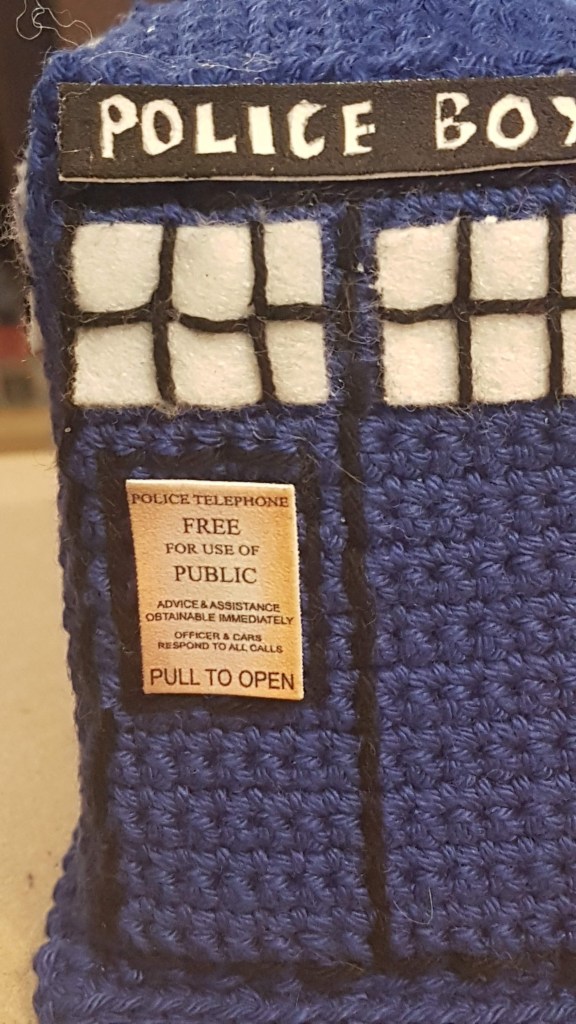 POLICE BOX
POLICE TELEPHONE
FREE
FOR USE OF
PUBLIC
ADVICE & ASSISTANCE
OBTAINABLE IMMEDIATELY
OFFICER & CARS
RESPOND TO ALL CALLS
PULL TO OPEN